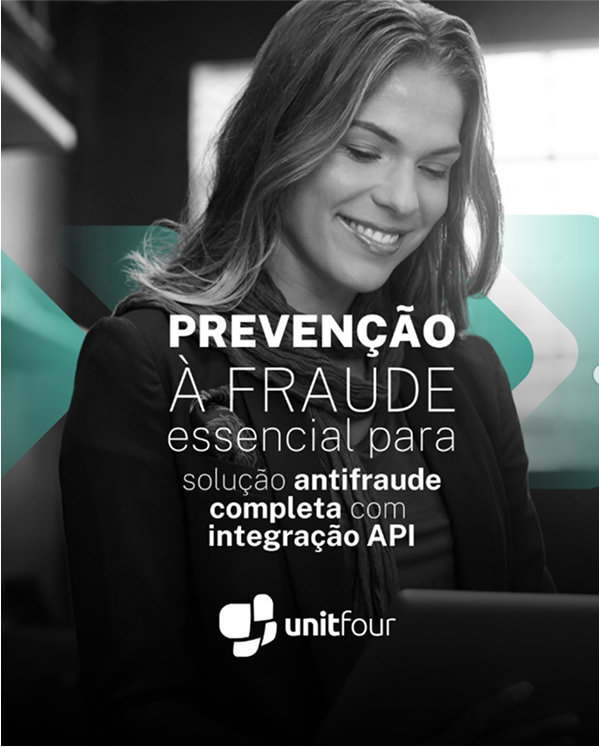 PREVENÇÃO
À FRAUDE
essencial para
solução antifraude
completa com
integração API
unitfour